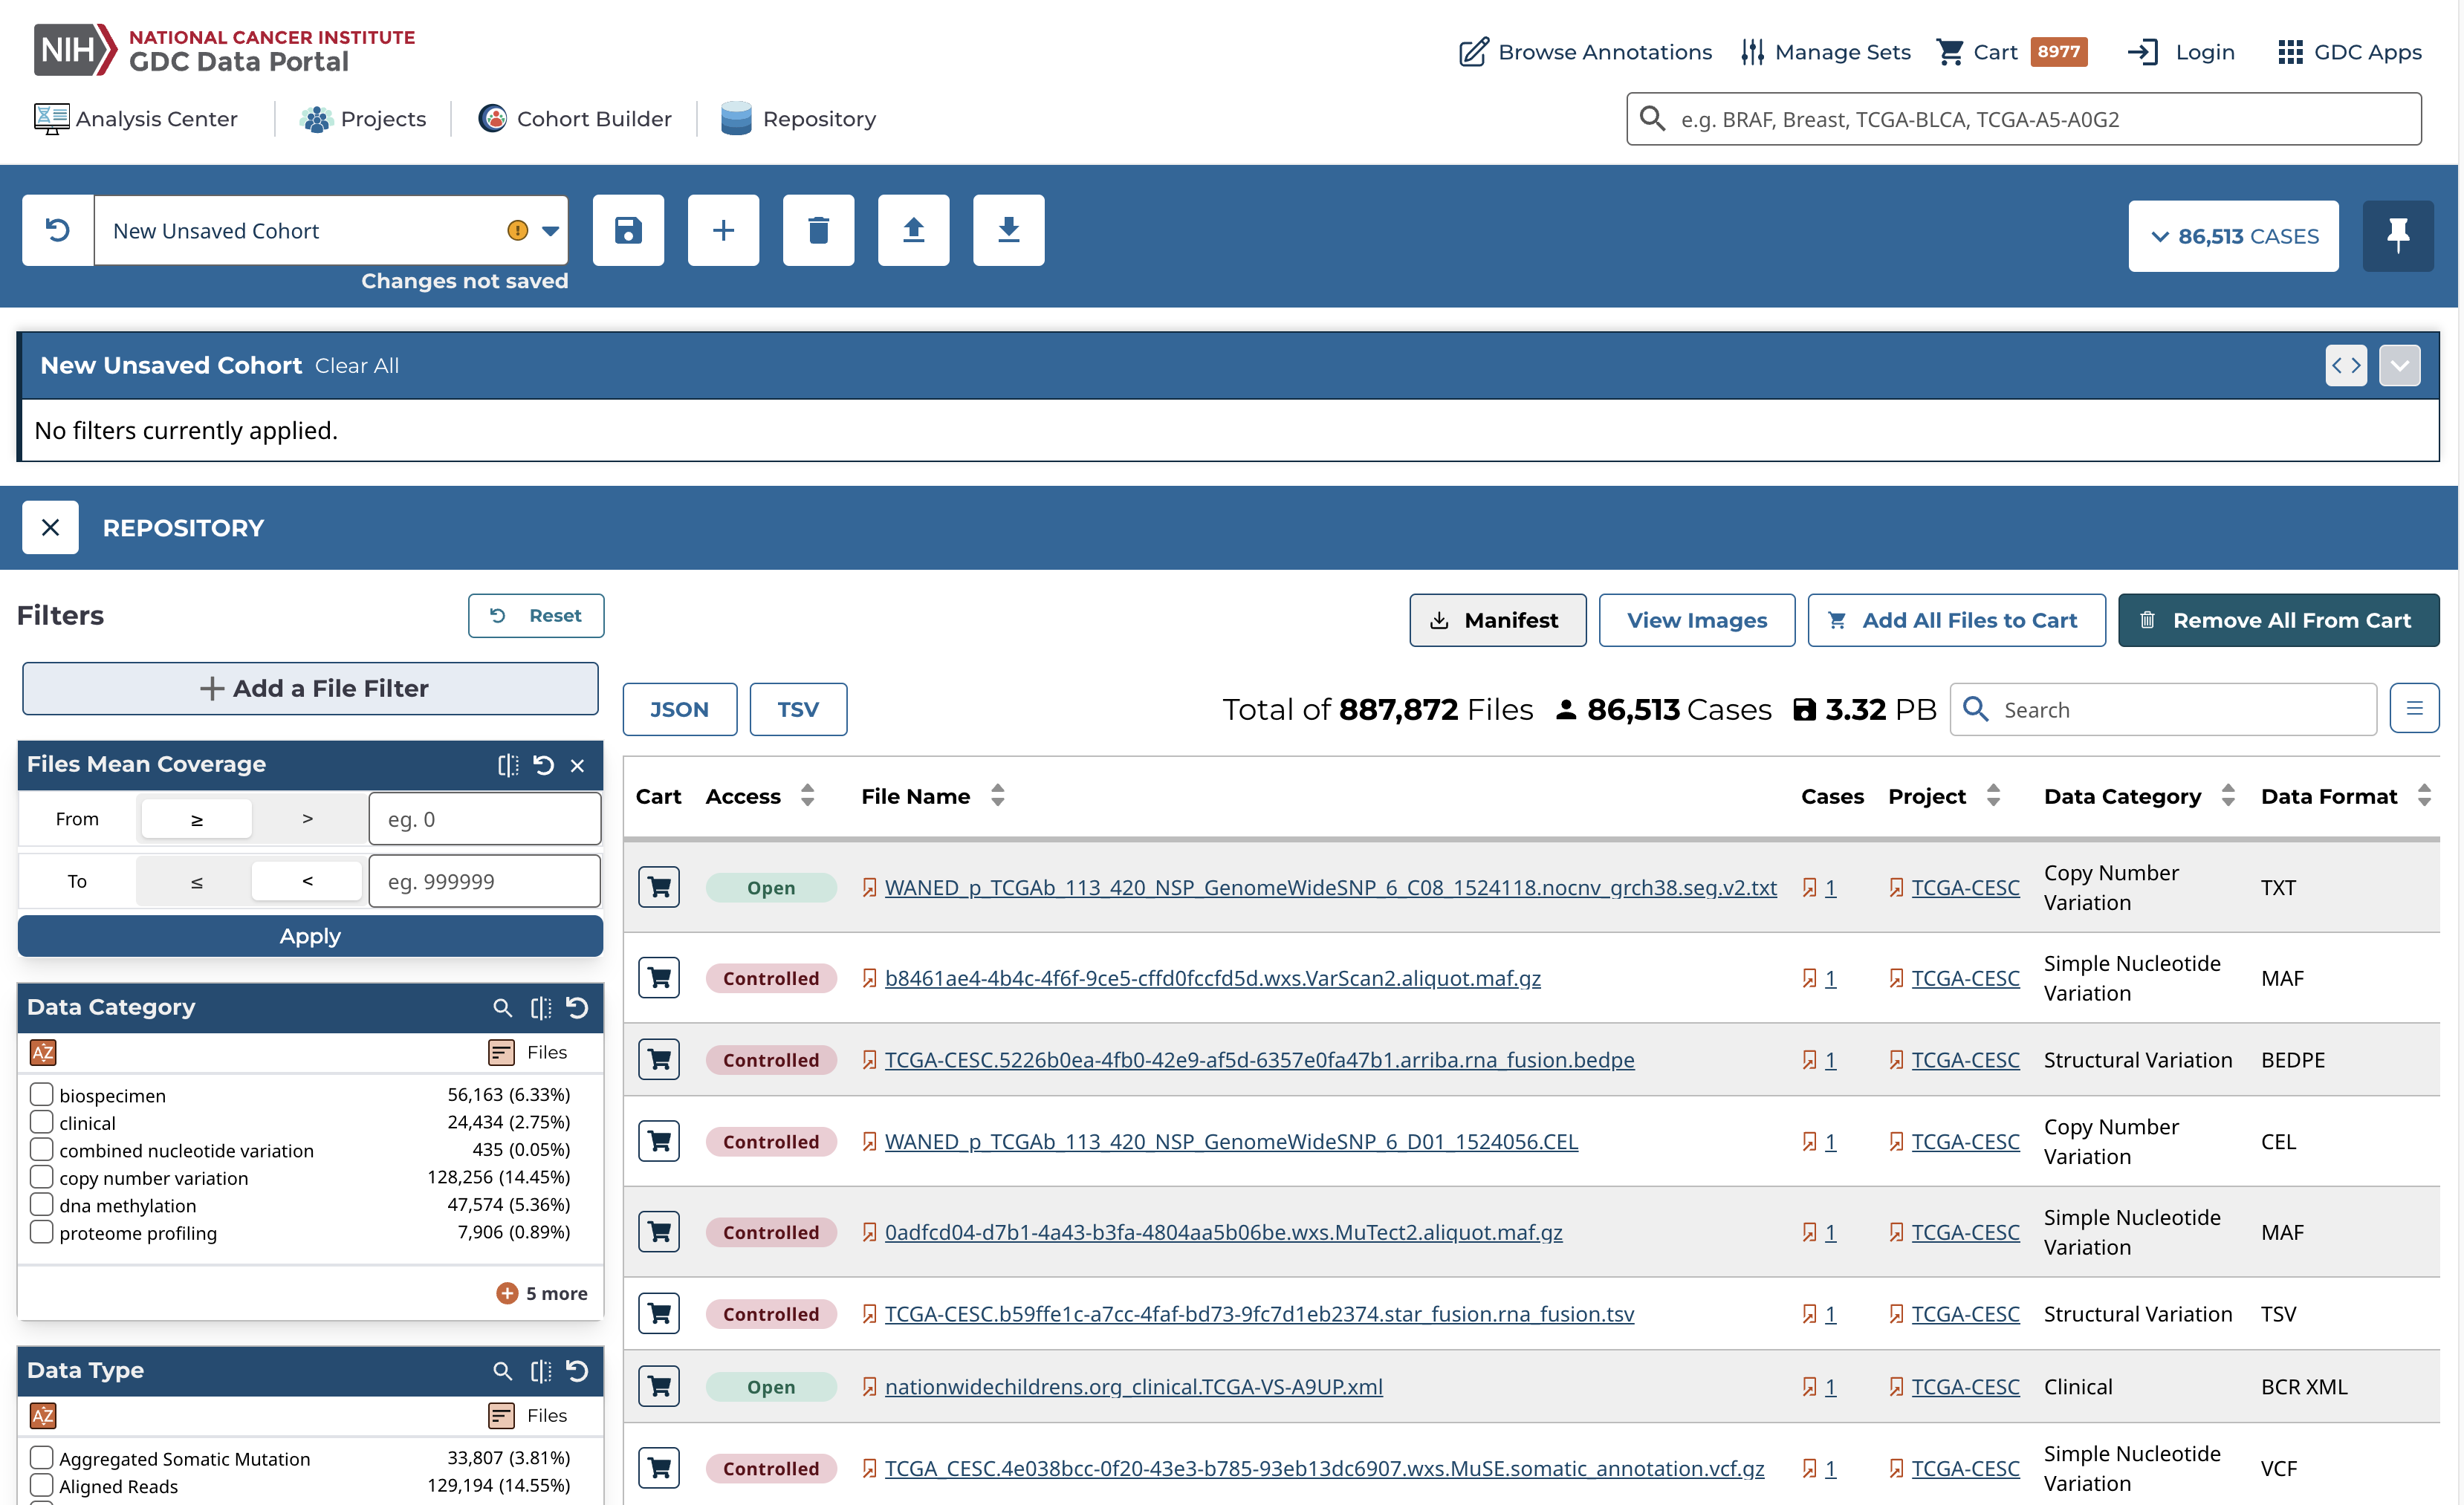 NIH NATIONAL CANCER INSTITUTE
GDC Data Portal
Browse Annotations Manage Sets Cart 8977 Login GDC Apps
Analysis Center Projects Cohort Builder Repository
e.g. BRAF, Breast, TCGA-BLCA, TCGA-A5-A0G2
New Unsaved Cohort
Changes not saved
86,513 CASES
New Unsaved Cohort Clear All
No filters currently applied.
REPOSITORY
Filters
Reset
Manifest View Images Add All Files to Cart Remove All From Cart
Add a File Filter
JSON TSV
Total of 887,872 Files 86,513 Cases 3.32 PB
Search
Files Mean Coverage
From ≥ > eg. 0
To ≤ < eg. 999999
Apply
Data Category
AZ Files
biospecimen 56,163 (6.33%)
clinical 24,434 (2.75%)
combined nucleotide variation 435 (0.05%)
copy number variation 128,256 (14.45%)
dna methylation 47,574 (5.36%)
proteome profiling 7,906 (0.89%)
5 more
Data Type
AZ Files
Aggregated Somatic Mutation 33,807 (3.81%)
Aligned Reads 129,194 (14.55%)
Cart Access File Name Cases Project Data Category Data Format
Open WANED_p_TCGAb_113_420_NSP_GenomeWideSNP_6_C08_1524118.nocnv_grch38.seg.v2.txt 1 TCGA-CESC Copy Number Variation TXT
Controlled b8461ae4-4b4c-4f6f-9ce5-cffd0fccfd5d.wxs.VarScan2.aliquot.maf.gz 1 TCGA-CESC Simple Nucleotide Variation MAF
Controlled TCGA-CESC.5226b0ea-4fb0-42e9-af5d-6357e0fa47b1.arriba.rna_fusion.bedpe 1 TCGA-CESC Structural Variation BEDPE
Controlled WANED_p_TCGAb_113_420_NSP_GenomeWideSNP_6_D01_1524056.CEL 1 TCGA-CESC Copy Number Variation CEL
Controlled 0adfcd04-d7b1-4a43-b3fa-4804aa5b06be.wxs.MuTect2.aliquot.maf.gz 1 TCGA-CESC Simple Nucleotide Variation MAF
Controlled TCGA-CESC.b59ffe1c-a7cc-4faf-bd73-9fc7d1eb2374.star_fusion.rna_fusion.tsv 1 TCGA-CESC Structural Variation TSV
Open nationwidechildrens.org_clinical.TCGA-VS-A9UP.xml 1 TCGA-CESC Clinical BCR XML
Controlled TCGA_CESC.4e038bcc-0f20-43e3-b785-93eb13dc6907.wxs.MuSE.somatic_annotation.vcf.gz 1 TCGA-CESC Simple Nucleotide Variation VCF